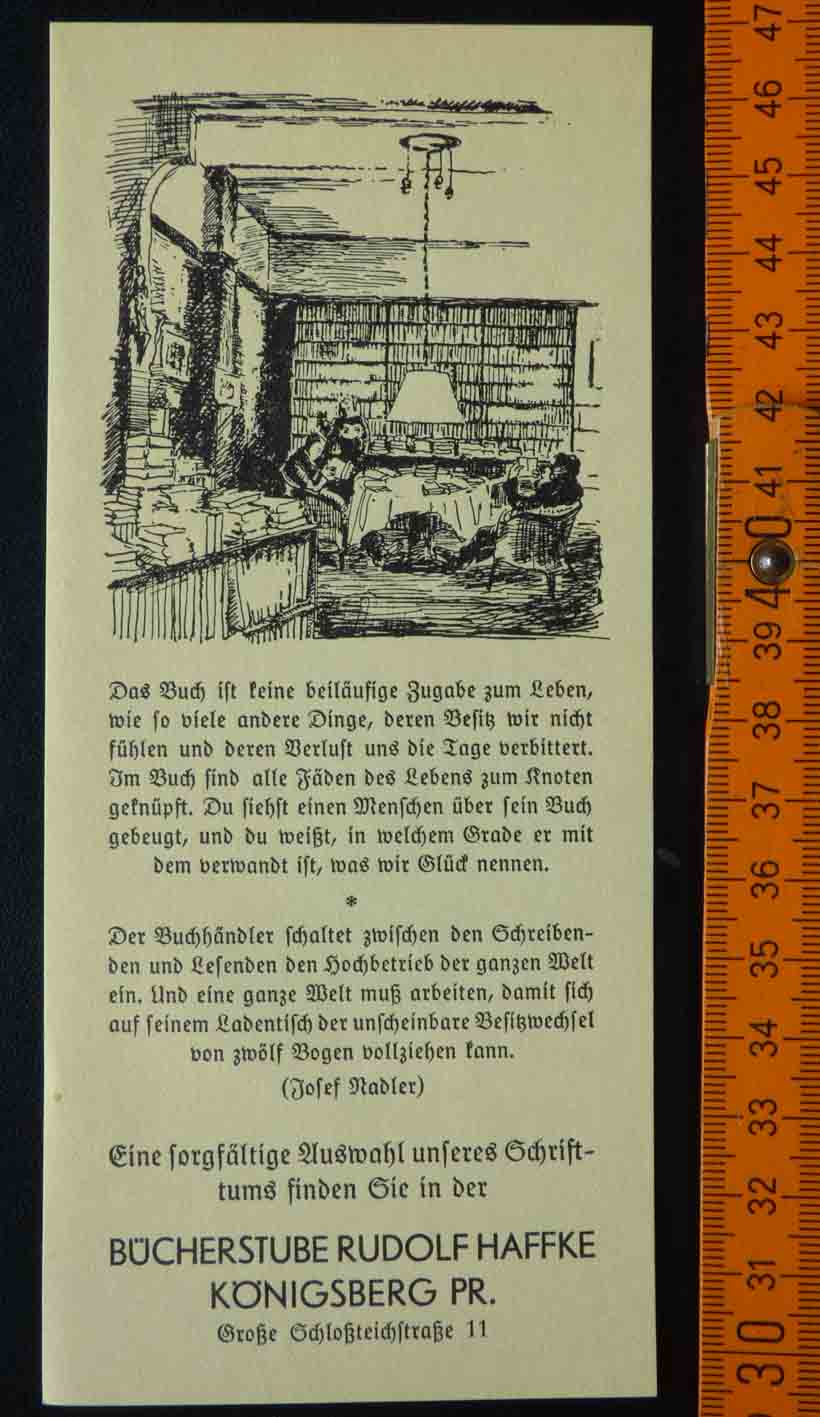 Das Buch ist keine beiläufige Zugabe zum Leben,
wie so viele andere Dinge, deren Besitz wir nicht
fühlen und deren Verlust uns die Tage verbittert.
Im Buch sind alle Fäden des Lebens zum Knoten
geknüpft. Du siehst einen Menschen über sein Buch
gebeugt, und du weißt, in welchem Grade er mit
dem verwandt ist, was wir Glück nennen.
*
Der Buchhändler schaltet zwischen den Schreiben-
den und Lesenden den Hochbetrieb der ganzen Welt
ein. Und eine ganze Welt muß arbeiten, damit sich
auf seinem Ladentisch der unscheinbare Besitzwechsel
von zwölf Bogen vollziehen kann.
(Josef Nadler)
Eine sorgfältige Auswahl unseres Schrift-
tums finden Sie in der
BÜCHERSTUBE RUDOLF HAFFKE
KÖNIGSBERG PR.
Große Schloßteichstraße 11
47
46
45
44
43
42
41
40
39
38
37
36
35
34
33
32
31
30